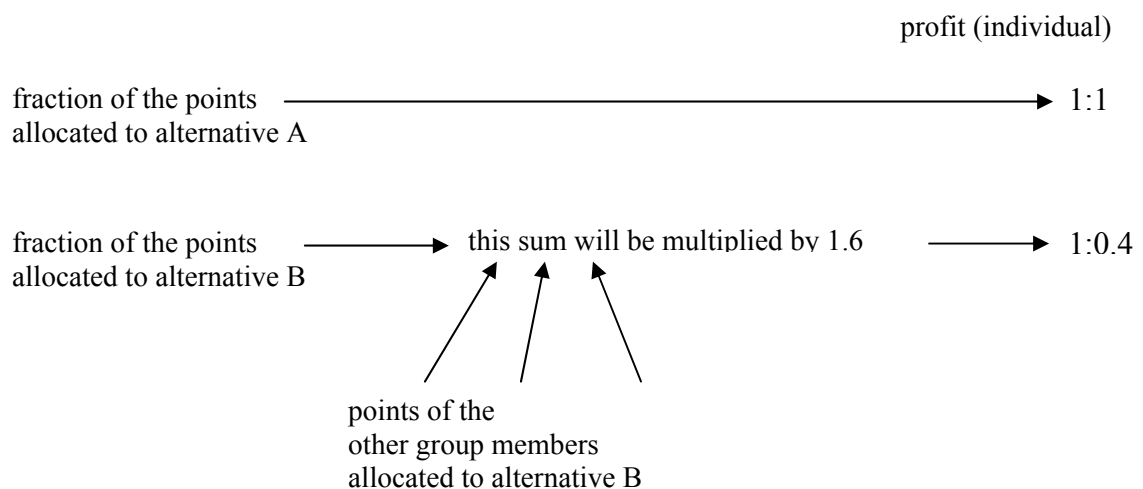 profit (individual)
fraction of the points
allocated to alternative A
1:1
fraction of the points
allocated to alternative B
this sum will be multiplied by 1.6
1:0.4
points of the
other group members
allocated to alternative B